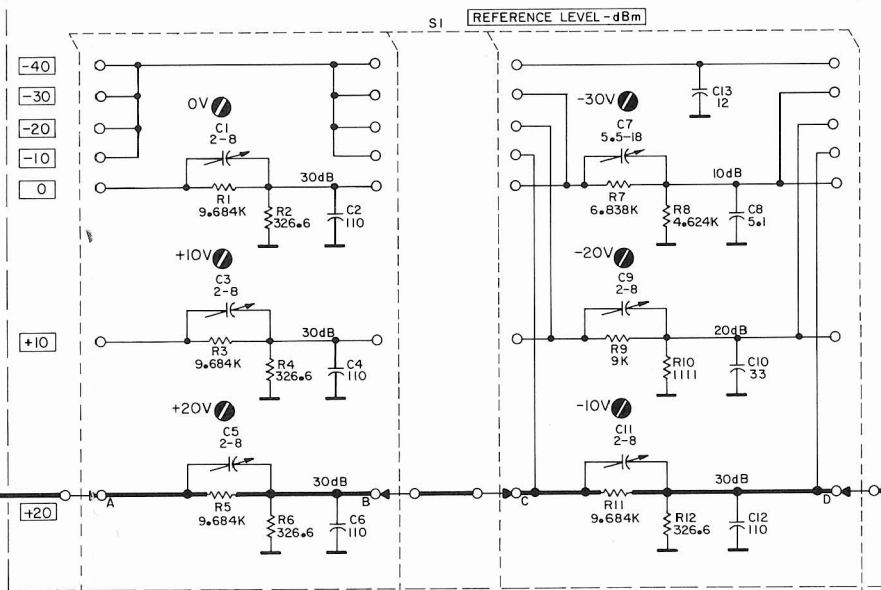 S1
REFERENCE LEVEL-dBm
-40
-30
-20
-10
0
+10
+20
0V
C1
2-8
30dB
R1
9.684K
R2
326.6
C2
110
+10V
C3
2-8
30dB
R3
9.684K
R4
326.6
C4
110
+20V
C5
2-8
30dB
A
B
R5
9.684K
R6
326.6
C6
110
C13
12
-30V
C7
5.5-18
10dB
R7
6.838K
R8
4.624K
C8
5.1
-20V
C9
2-8
20dB
R9
9K
R10
1111
C10
33
-10V
C11
2-8
30dB
C
D
R11
9.684K
R12
326.6
C12
110